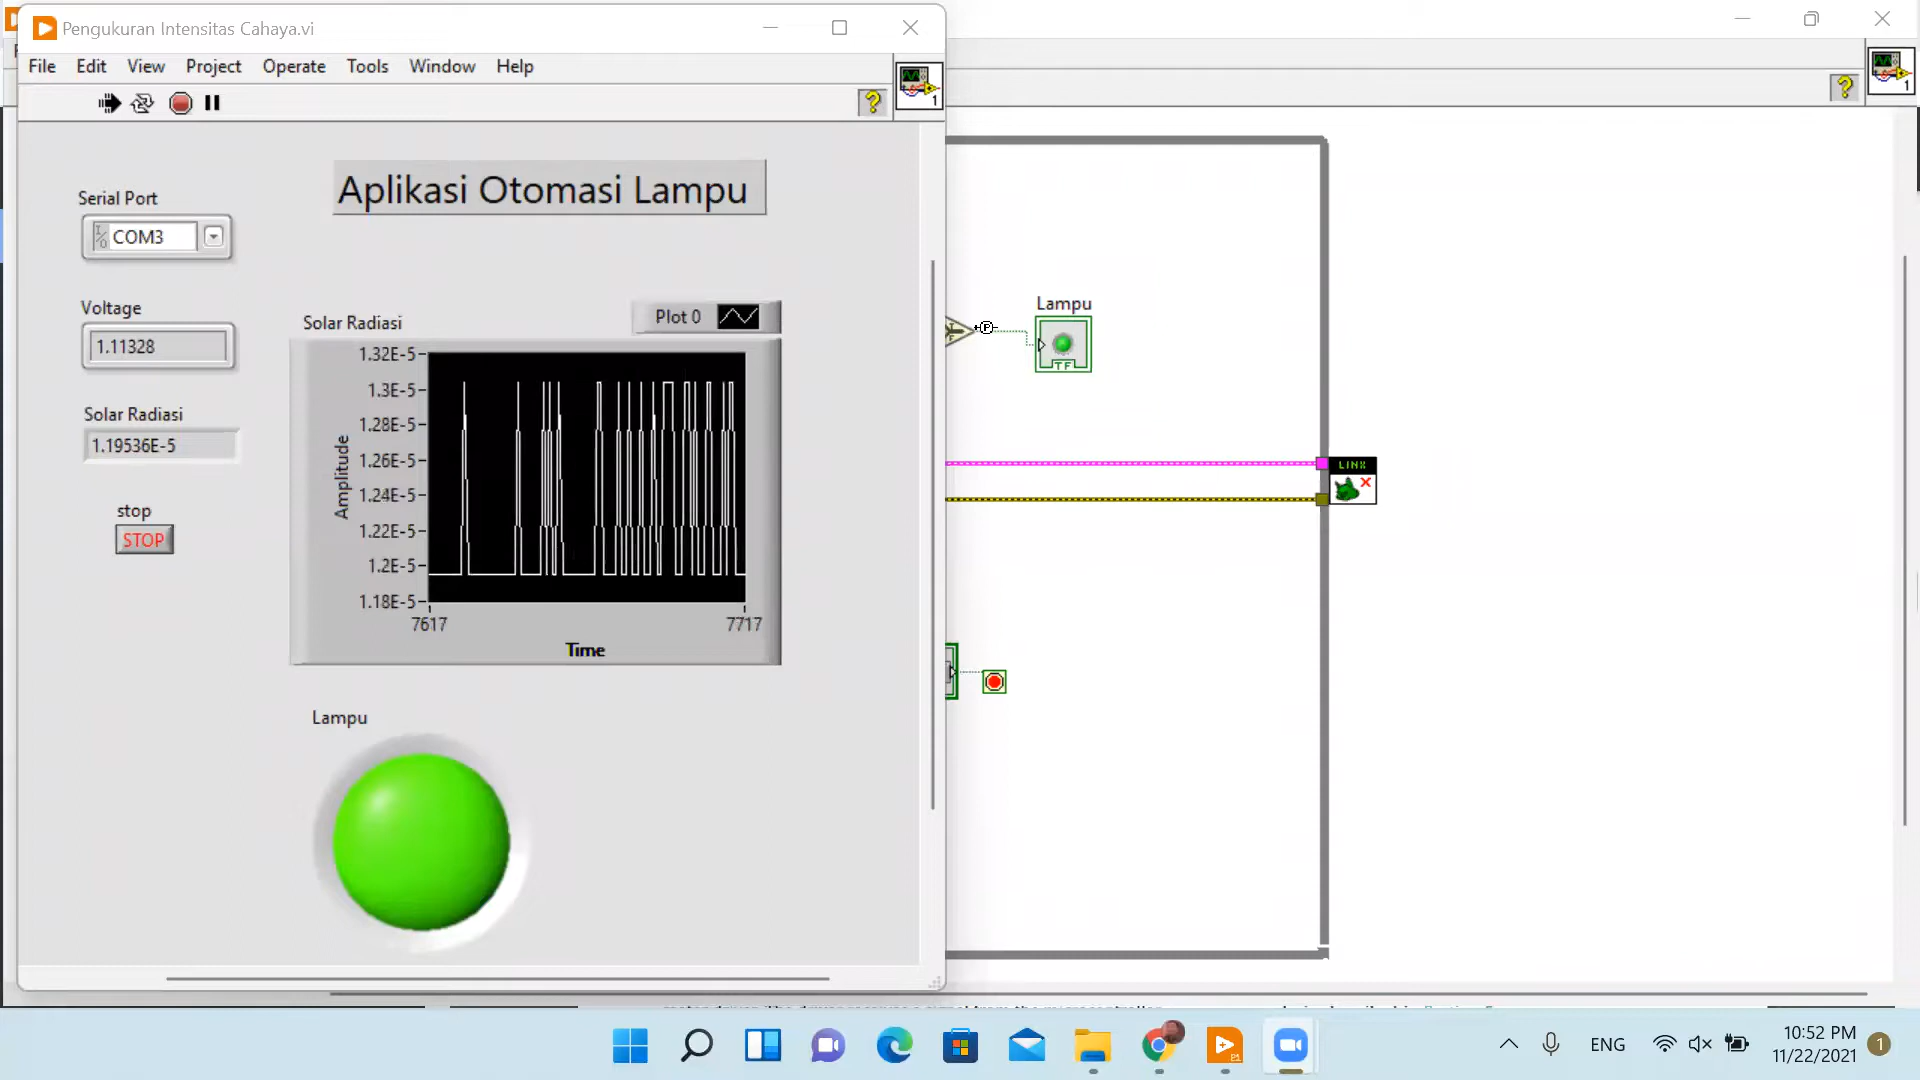 Pengukuran Intensitas Cahaya.vi
File Edit View Project Operate Tools Window Help
1
1
Aplikasi Otomasi Lampu
Serial Port
COM3
Voltage
1.11328
Solar Radiasi
1.19536E-5
stop
STOP
Solar Radiasi
Plot 0
Amplitude
1.32E-5
1.3E-5
1.28E-5
1.26E-5
1.24E-5
1.22E-5
1.2E-5
1.18E-5
7617
7717
Time
Lampu
Lampu
TF
LINX
ENG
10:52 PM
11/22/2021
1